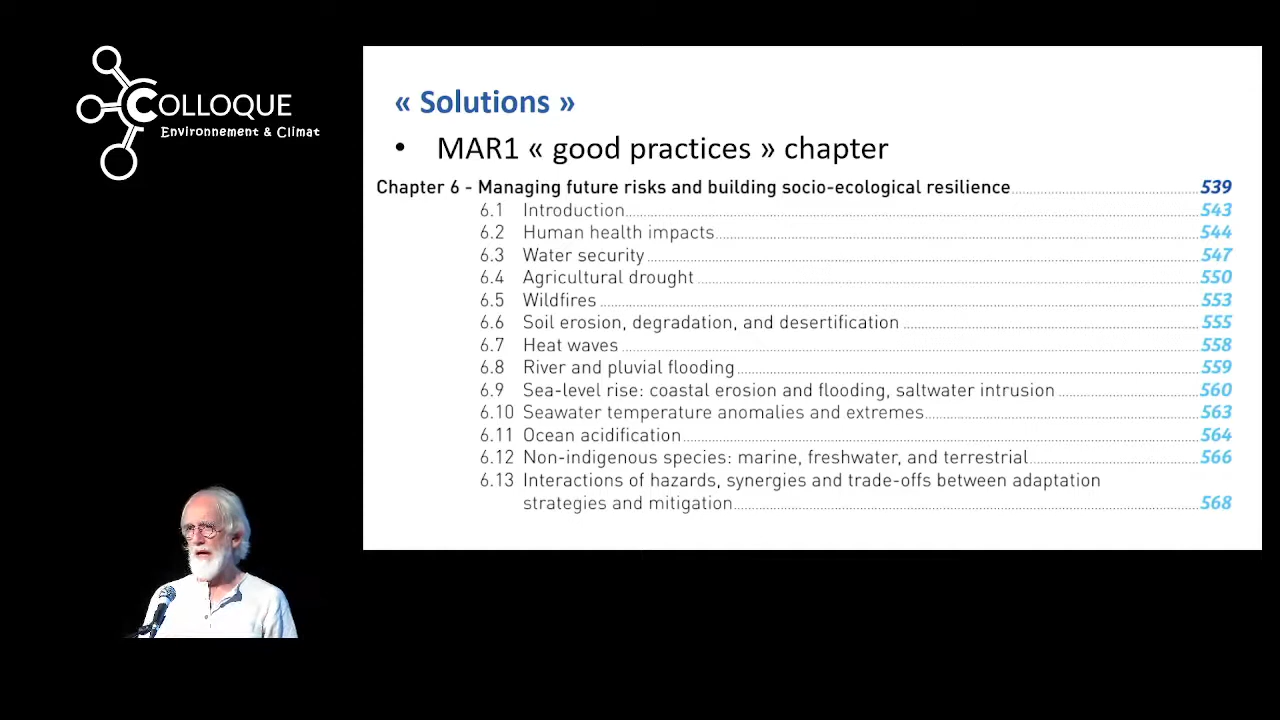 COLLOQUE
Environnement & Climat
« Solutions »
• MAR1 « good practices » chapter
Chapter 6 - Managing future risks and building socio-ecological resilience 539
6.1 Introduction 543
6.2 Human health impacts 544
6.3 Water security 547
6.4 Agricultural drought 550
6.5 Wildfires 553
6.6 Soil erosion, degradation, and desertification 555
6.7 Heat waves 558
6.8 River and pluvial flooding 559
6.9 Sea-level rise: coastal erosion and flooding, saltwater intrusion 560
6.10 Seawater temperature anomalies and extremes 563
6.11 Ocean acidification 564
6.12 Non-indigenous species: marine, freshwater, and terrestrial 566
6.13 Interactions of hazards, synergies and trade-offs between adaptation
strategies and mitigation 568